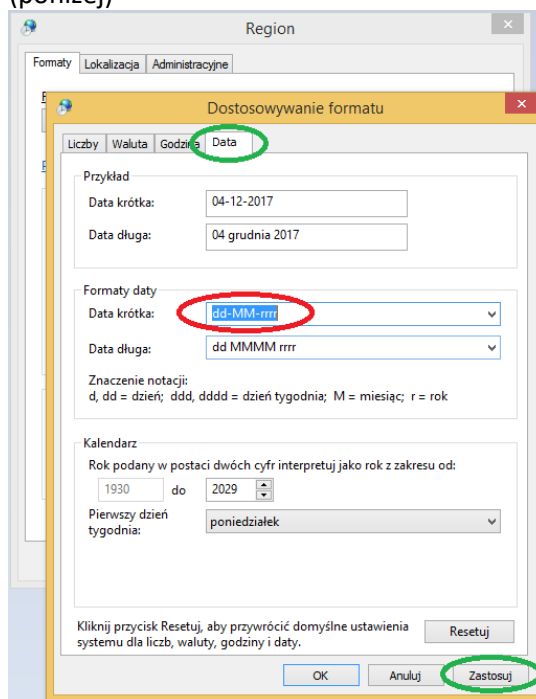 (poniżej)
Region
Formaty Lokalizacja Administracyjne
Dostosowywanie formatu
Liczby Waluta Godzina Data
Przykład
Data krótka: 04-12-2017
Data długa: 04 grudnia 2017
Formaty daty
Data krótka: dd-MM-rrrr
Data długa: dd MMMM rrrr
Znaczenie notacji:
d, dd = dzień; ddd, dddd = dzień tygodnia; M = miesiąc; r = rok
Kalendarz
Rok podany w postaci dwóch cyfr interpretuj jako rok z zakresu od:
1930 do 2029
Pierwszy dzień
tygodnia: poniedziałek
Kliknij przycisk Resetuj, aby przywrócić domyślne ustawienia
systemu dla liczb, waluty, godziny i daty.
Resetuj
OK Anuluj Zastosuj